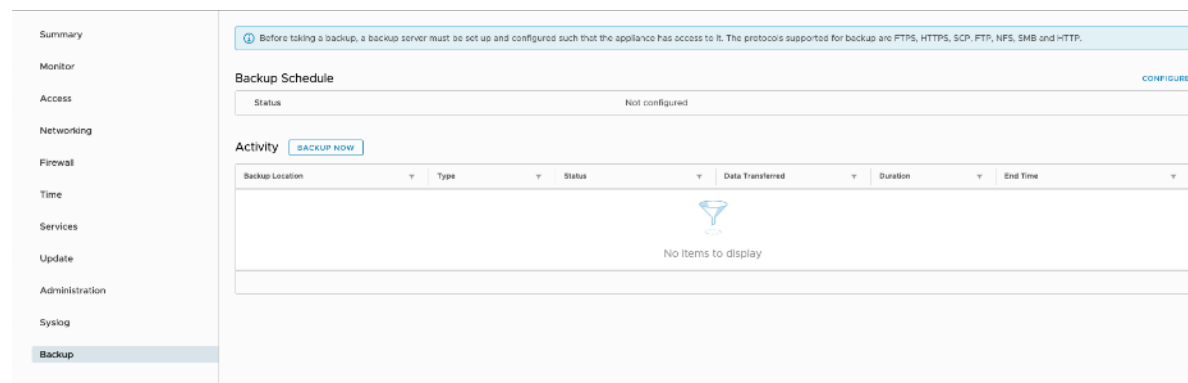 Summary
Monitor
Access
Networking
Firewall
Time
Services
Update
Administration
Syslog
Backup
Before taking a backup, a backup server must be set up and configured such that the appliance has access to it. The protocols supported for backup are FTPS, HTTPS, SCP, FTP, NFS, SMB and HTTP.
Backup Schedule CONFIGURE
Status Not configured
Activity BACKUP NOW
Backup Location Type Status Data Transferred Duration End Time
No items to display